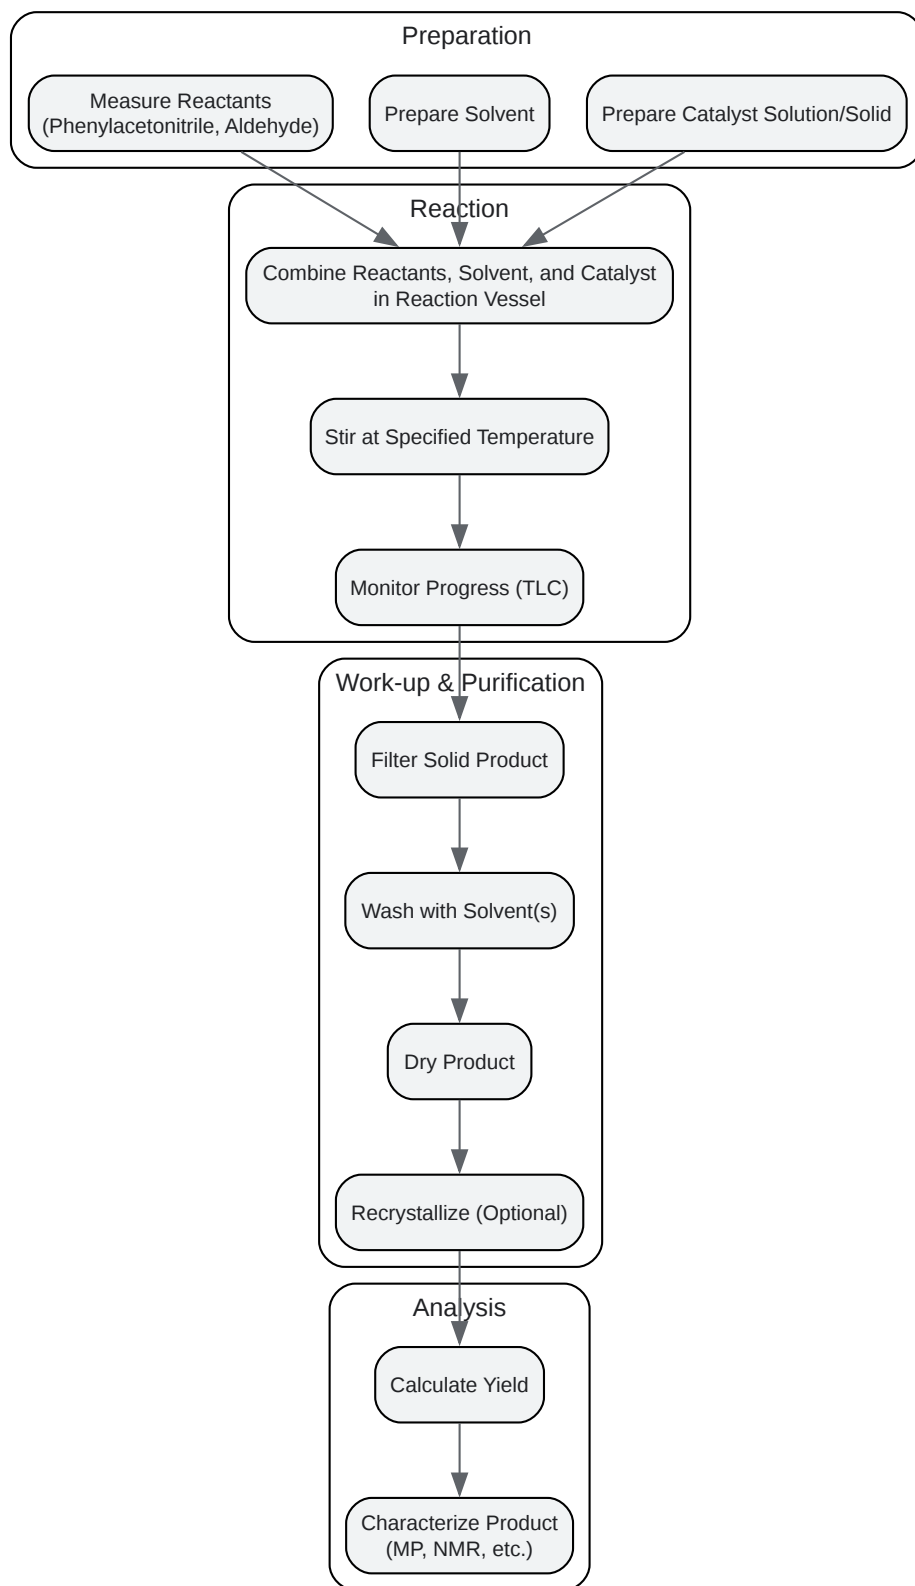 Preparation
Measure Reactants
(Phenylacetonitrile, Aldehyde)
Prepare Solvent
Prepare Catalyst Solution/Solid
Reaction
Combine Reactants, Solvent, and Catalyst
in Reaction Vessel
Stir at Specified Temperature
Monitor Progress (TLC)
Work-up & Purification
Filter Solid Product
Wash with Solvent(s)
Dry Product
Recrystallize (Optional)
Analysis
Calculate Yield
Characterize Product
(MP, NMR, etc.)